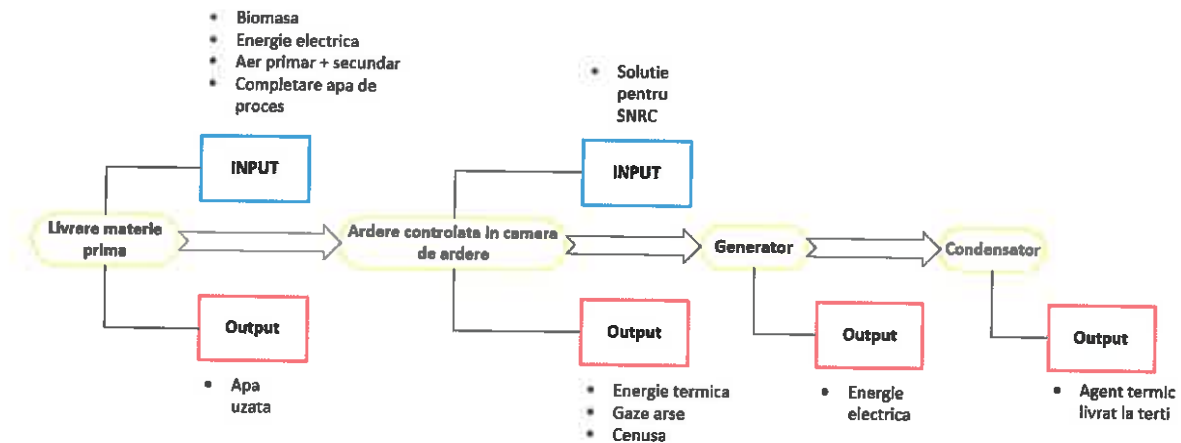 • Biomasa
• Energie electrica
• Aer primar + secundar
• Completare apa de
proces
• Solutie
pentru
SNRC
INPUT
INPUT
Livrare materie
prima
Ardere controlata in camera
de ardere
Generator
Condensator
Output
Output
Output
Output
• Apa
uzata
• Energie termica
• Gaze arse
• Cenusa
• Energie
electrica
• Agent termic
livrat la terti